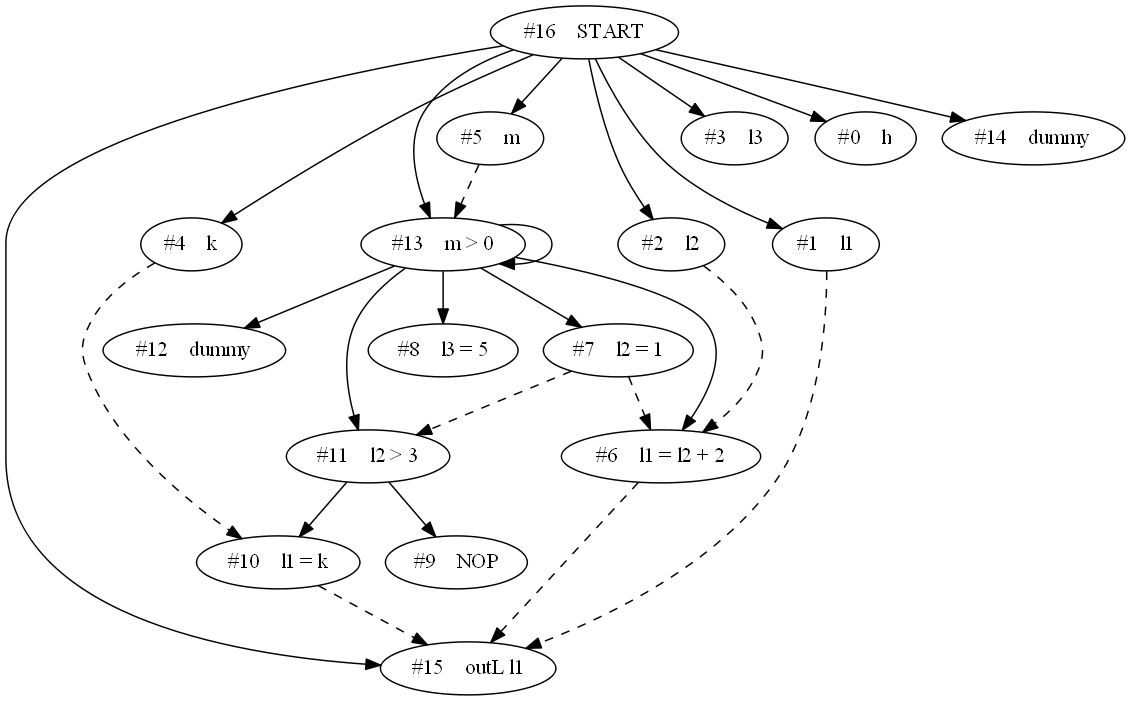 #16 START
#5 m
#3 l3
#0 h
#14 dummy
#4 k
#13 m > 0
#2 l2
#1 l1
#12 dummy
#8 l3 = 5
#7 l2 = 1
#11 l2 > 3
#6 l1 = l2 + 2
#10 l1 = k
#9 NOP
#15 outL l1